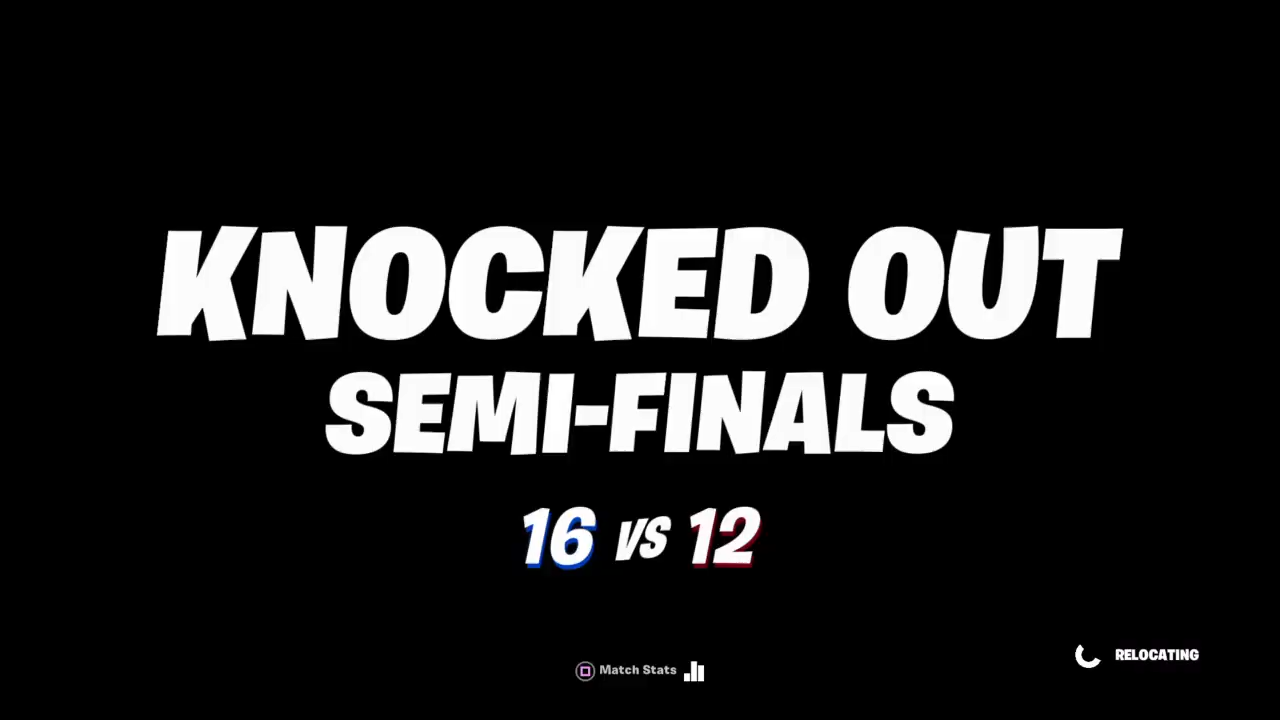 KNOCKED OUT
SEMI-FINALS
16 VS 12
RELOCATING
Match Stats